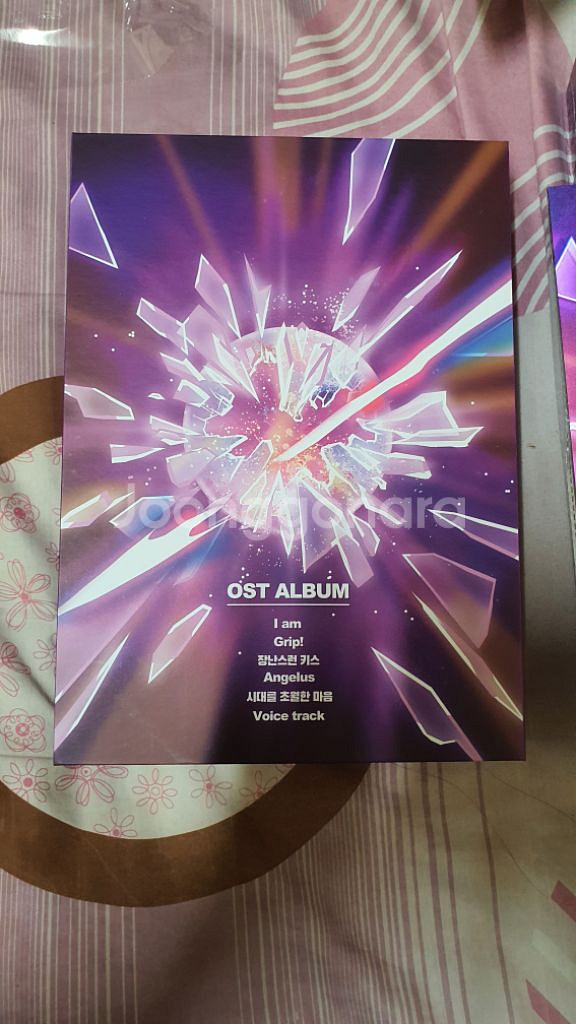 Joonggonara
OST ALBUM
I am
Grip!
장난스런 키스
Angelus
시대를 초월한 마음
Voice track